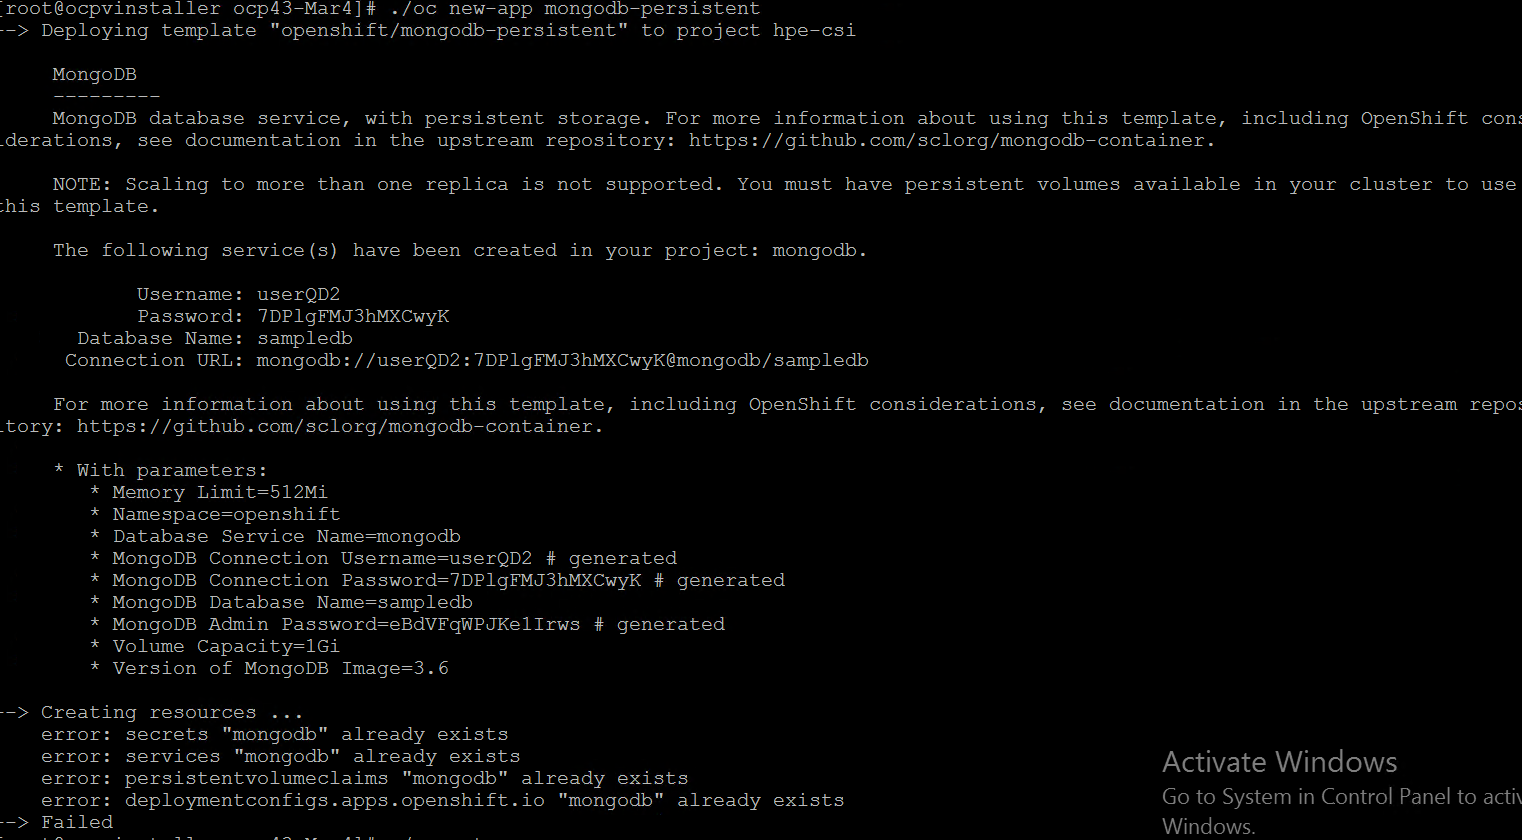 [root@ocpvinstaller ocp43-Mar4]# ./oc new-app mongodb-persistent
--> Deploying template "openshift/mongodb-persistent" to project hpe-csi
MongoDB
---------
MongoDB database service, with persistent storage. For more information about using this template, including OpenShift cons
iderations, see documentation in the upstream repository: https://github.com/sclorg/mongodb-container.
NOTE: Scaling to more than one replica is not supported. You must have persistent volumes available in your cluster to use
this template.
The following service(s) have been created in your project: mongodb.
Username: userQD2
Password: 7DPlgFMJ3hMXCwyK
Database Name: sampledb
Connection URL: mongodb://userQD2:7DPlgFMJ3hMXCwyK@mongodb/sampledb
For more information about using this template, including OpenShift considerations, see documentation in the upstream repos
itory: https://github.com/sclorg/mongodb-container.
* With parameters:
* Memory Limit=512Mi
* Namespace=openshift
* Database Service Name=mongodb
* MongoDB Connection Username=userQD2 # generated
* MongoDB Connection Password=7DPlgFMJ3hMXCwyK # generated
* MongoDB Database Name=sampledb
* MongoDB Admin Password=eBdVFqWPJKe1Irws # generated
* Volume Capacity=1Gi
* Version of MongoDB Image=3.6
--> Creating resources ...
error: secrets "mongodb" already exists
error: services "mongodb" already exists
error: persistentvolumeclaims "mongodb" already exists
error: deploymentconfigs.apps.openshift.io "mongodb" already exists
--> Failed
Activate Windows
Go to System in Control Panel to activ
Windows.